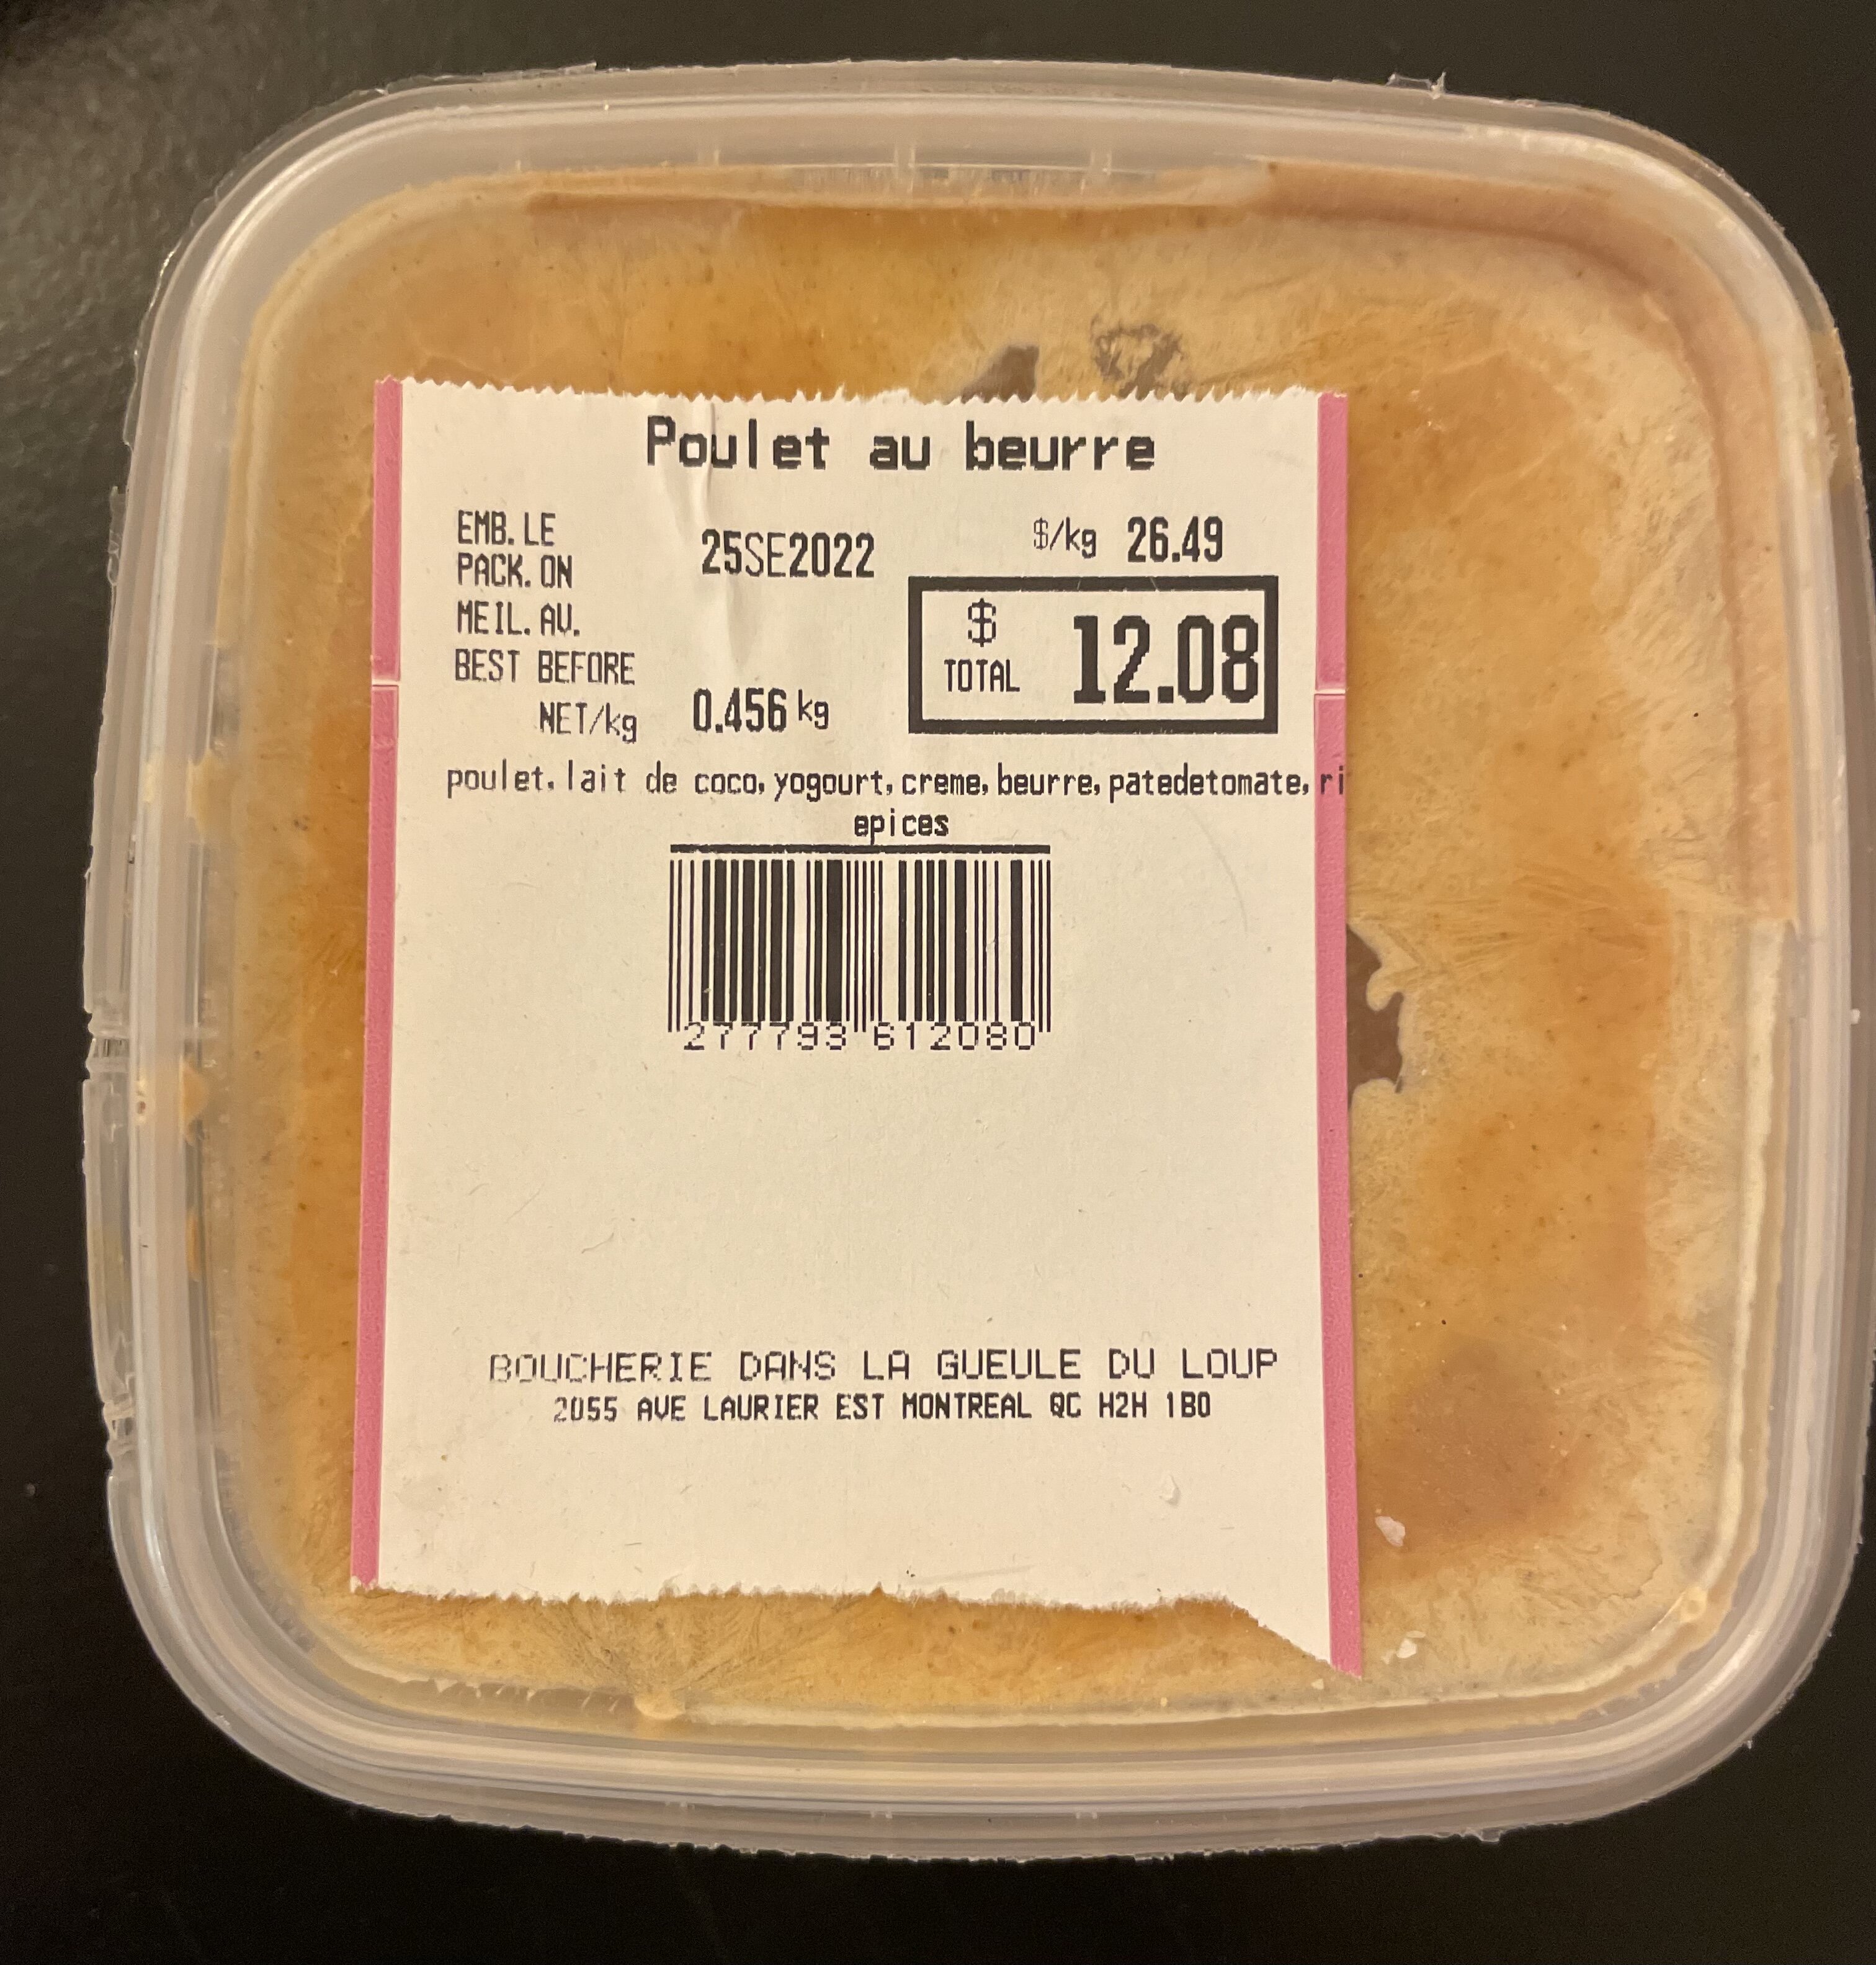 Poulet au beurre
EMB. LE
PACK. ON
25SE2022
$/kg 26.49
MEIL. AV.
BEST BEFORE
$
TOTAL
12.08
NET/kg 0.456 kg
poulet. lait de coco, yogourt, creme, beurre, patedetomate, ri
epices
277793 612080
BOUCHERIE DANS LA GUEULE DU LOUP
2055 AVE LAURIER EST MONTREAL QC H2H 1B0